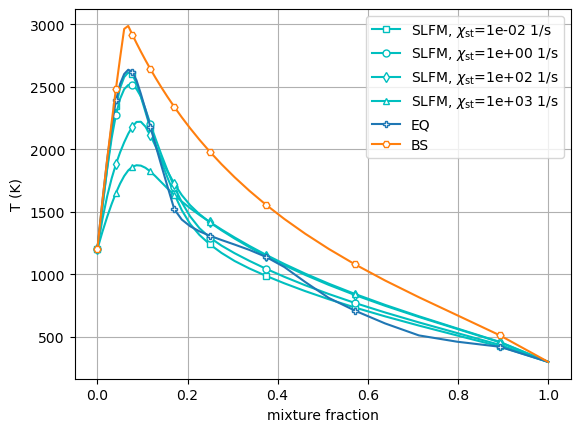 SLFM, χst=1e-02 1/s
SLFM, χst=1e+00 1/s
SLFM, χst=1e+02 1/s
SLFM, χst=1e+03 1/s
EQ
BS
T (K)
3000
2500
2000
1500
1000
500
0.0 0.2 0.4 0.6 0.8 1.0
mixture fraction